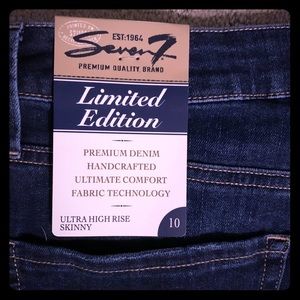 EST:1964
Seven7
PREMIUM QUALITY BRAND
Limited
Edition
PREMIUM DENIM
HANDCRAFTED
ULTIMATE COMFORT
FABRIC TECHNOLOGY
ULTRA HIGH RISE
SKINNY
10